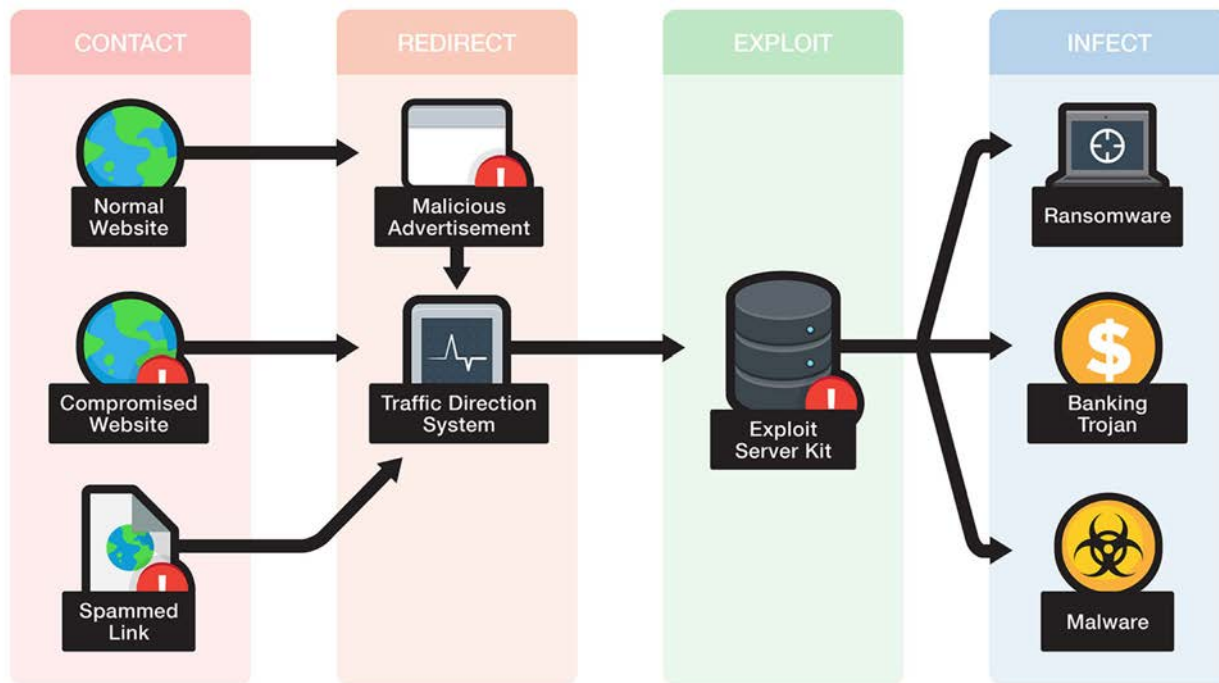 CONTACT
REDIRECT
EXPLOIT
INFECT
Normal
Website
Malicious
Advertisement
Ransomware
Compromised
Website
Traffic Direction
System
Exploit
Server Kit
Banking
Trojan
Spammed
Link
Malware